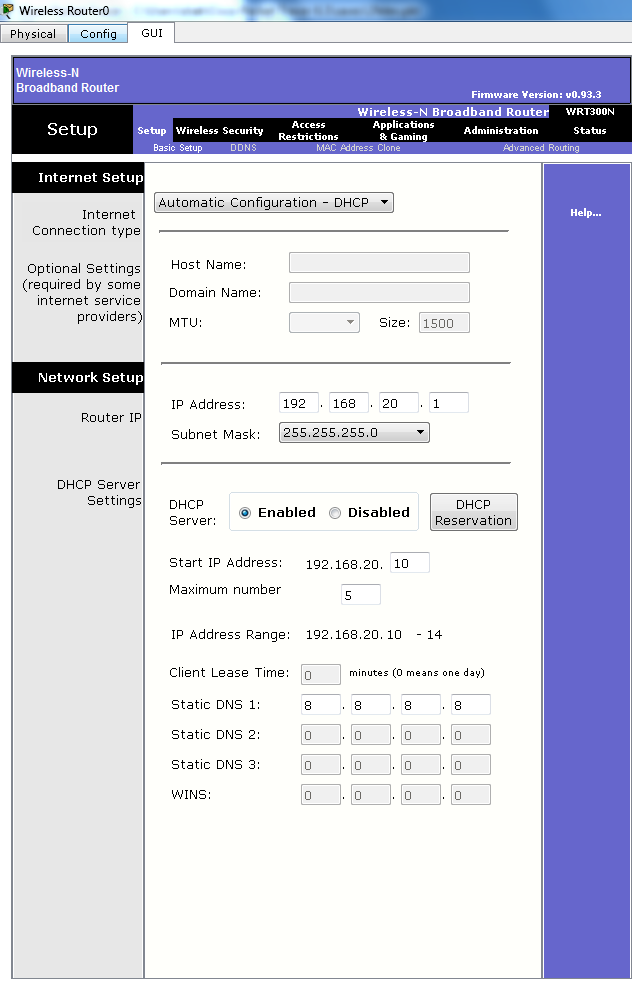 Wireless Router0
Physical Config GUI
Wireless-N
Broadband Router
Firmware Version: v0.93.3
Wireless-N Broadband Router WRT300N
Setup
Setup Wireless Security Access Restrictions Applications & Gaming Administration Status
Basic Setup DDNS MAC Address Clone Advanced Routing
Internet Setup
Internet
Connection type
Automatic Configuration - DHCP
Help...
Optional Settings
(required by some
internet service
providers)
Host Name:
Domain Name:
MTU: Size: 1500
Network Setup
Router IP
IP Address: 192 . 168 . 20 . 1
Subnet Mask: 255.255.255.0
DHCP Server
Settings
DHCP
Server:
Enabled Disabled
DHCP
Reservation
Start IP Address: 192.168.20. 10
Maximum number 5
IP Address Range: 192.168.20.10 - 14
Client Lease Time: 0 minutes (0 means one day)
Static DNS 1: 8 . 8 . 8 . 8
Static DNS 2: 0 . 0 . 0 . 0
Static DNS 3: 0 . 0 . 0 . 0
WINS: 0 . 0 . 0 . 0